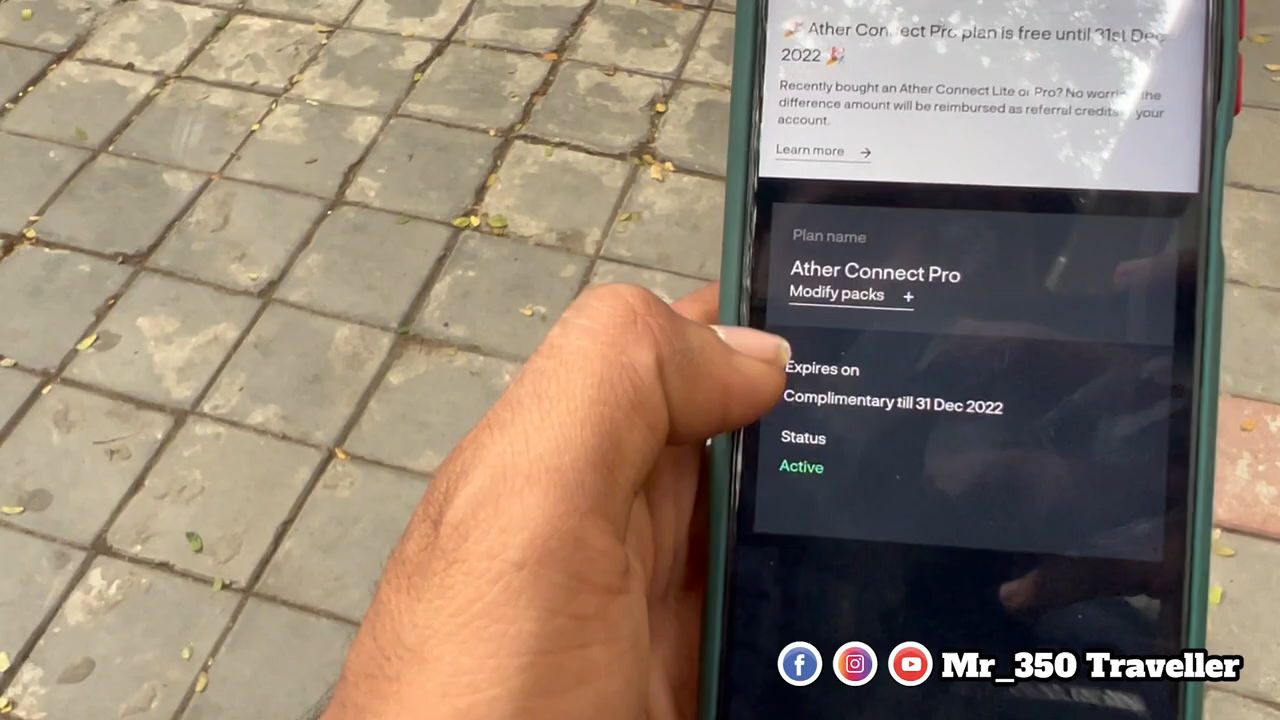 Ather Connect Pro plan is free until 31st Dec
2022
Recently bought an Ather Connect Lite or Pro? No worries the
difference amount will be reimbursed as referral credits your
account.
Learn more →
Plan name
Ather Connect Pro
Modify packs +
Expires on
Complimentary till 31 Dec 2022
Status
Active
Mr_350 Traveller